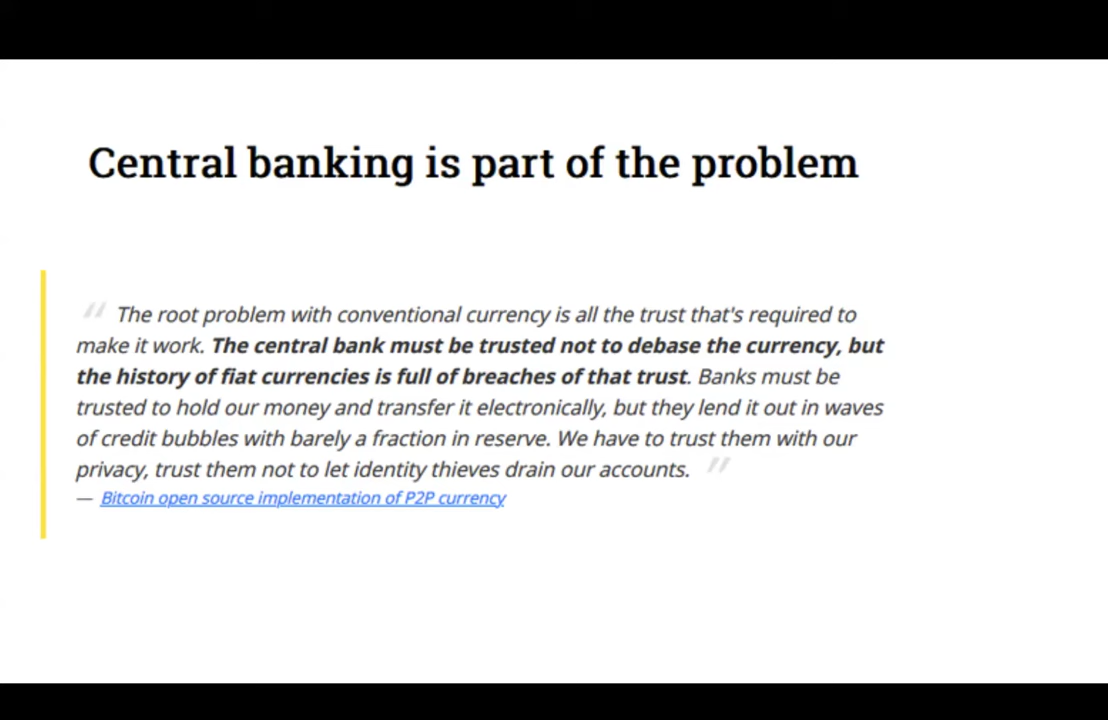 Central banking is part of the problem
“ The root problem with conventional currency is all the trust that's required to
make it work. The central bank must be trusted not to debase the currency, but
the history of fiat currencies is full of breaches of that trust. Banks must be
trusted to hold our money and transfer it electronically, but they lend it out in waves
of credit bubbles with barely a fraction in reserve. We have to trust them with our
privacy, trust them not to let identity thieves drain our accounts. ”
— Bitcoin open source implementation of P2P currency